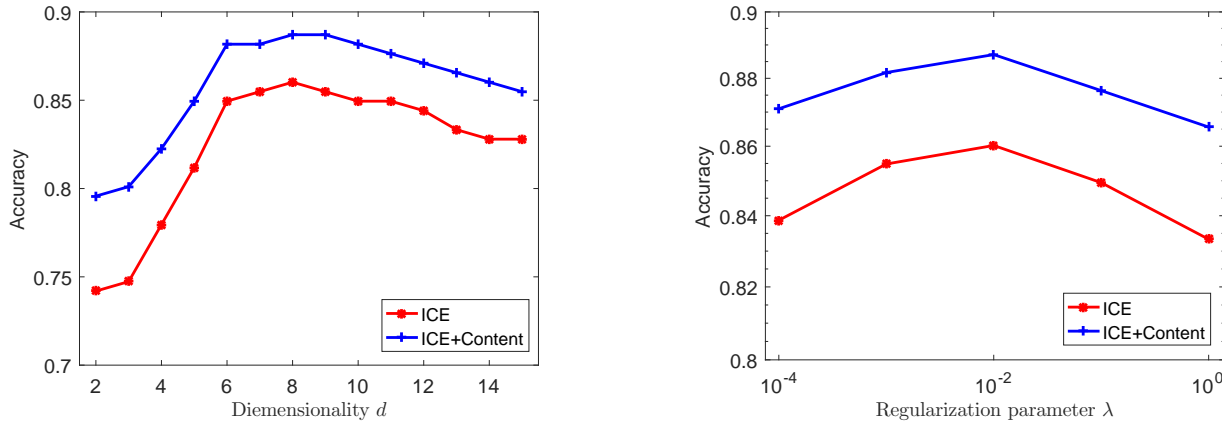 0.9
0.85
0.8
0.75
0.7
Accuracy
2 4 6 8 10 12 14
Diemensionality d
ICE
ICE+Content
0.9
0.88
0.86
0.84
0.82
0.8
Accuracy
10^-4 10^-2 10^0
Regularization parameter λ
ICE
ICE+Content